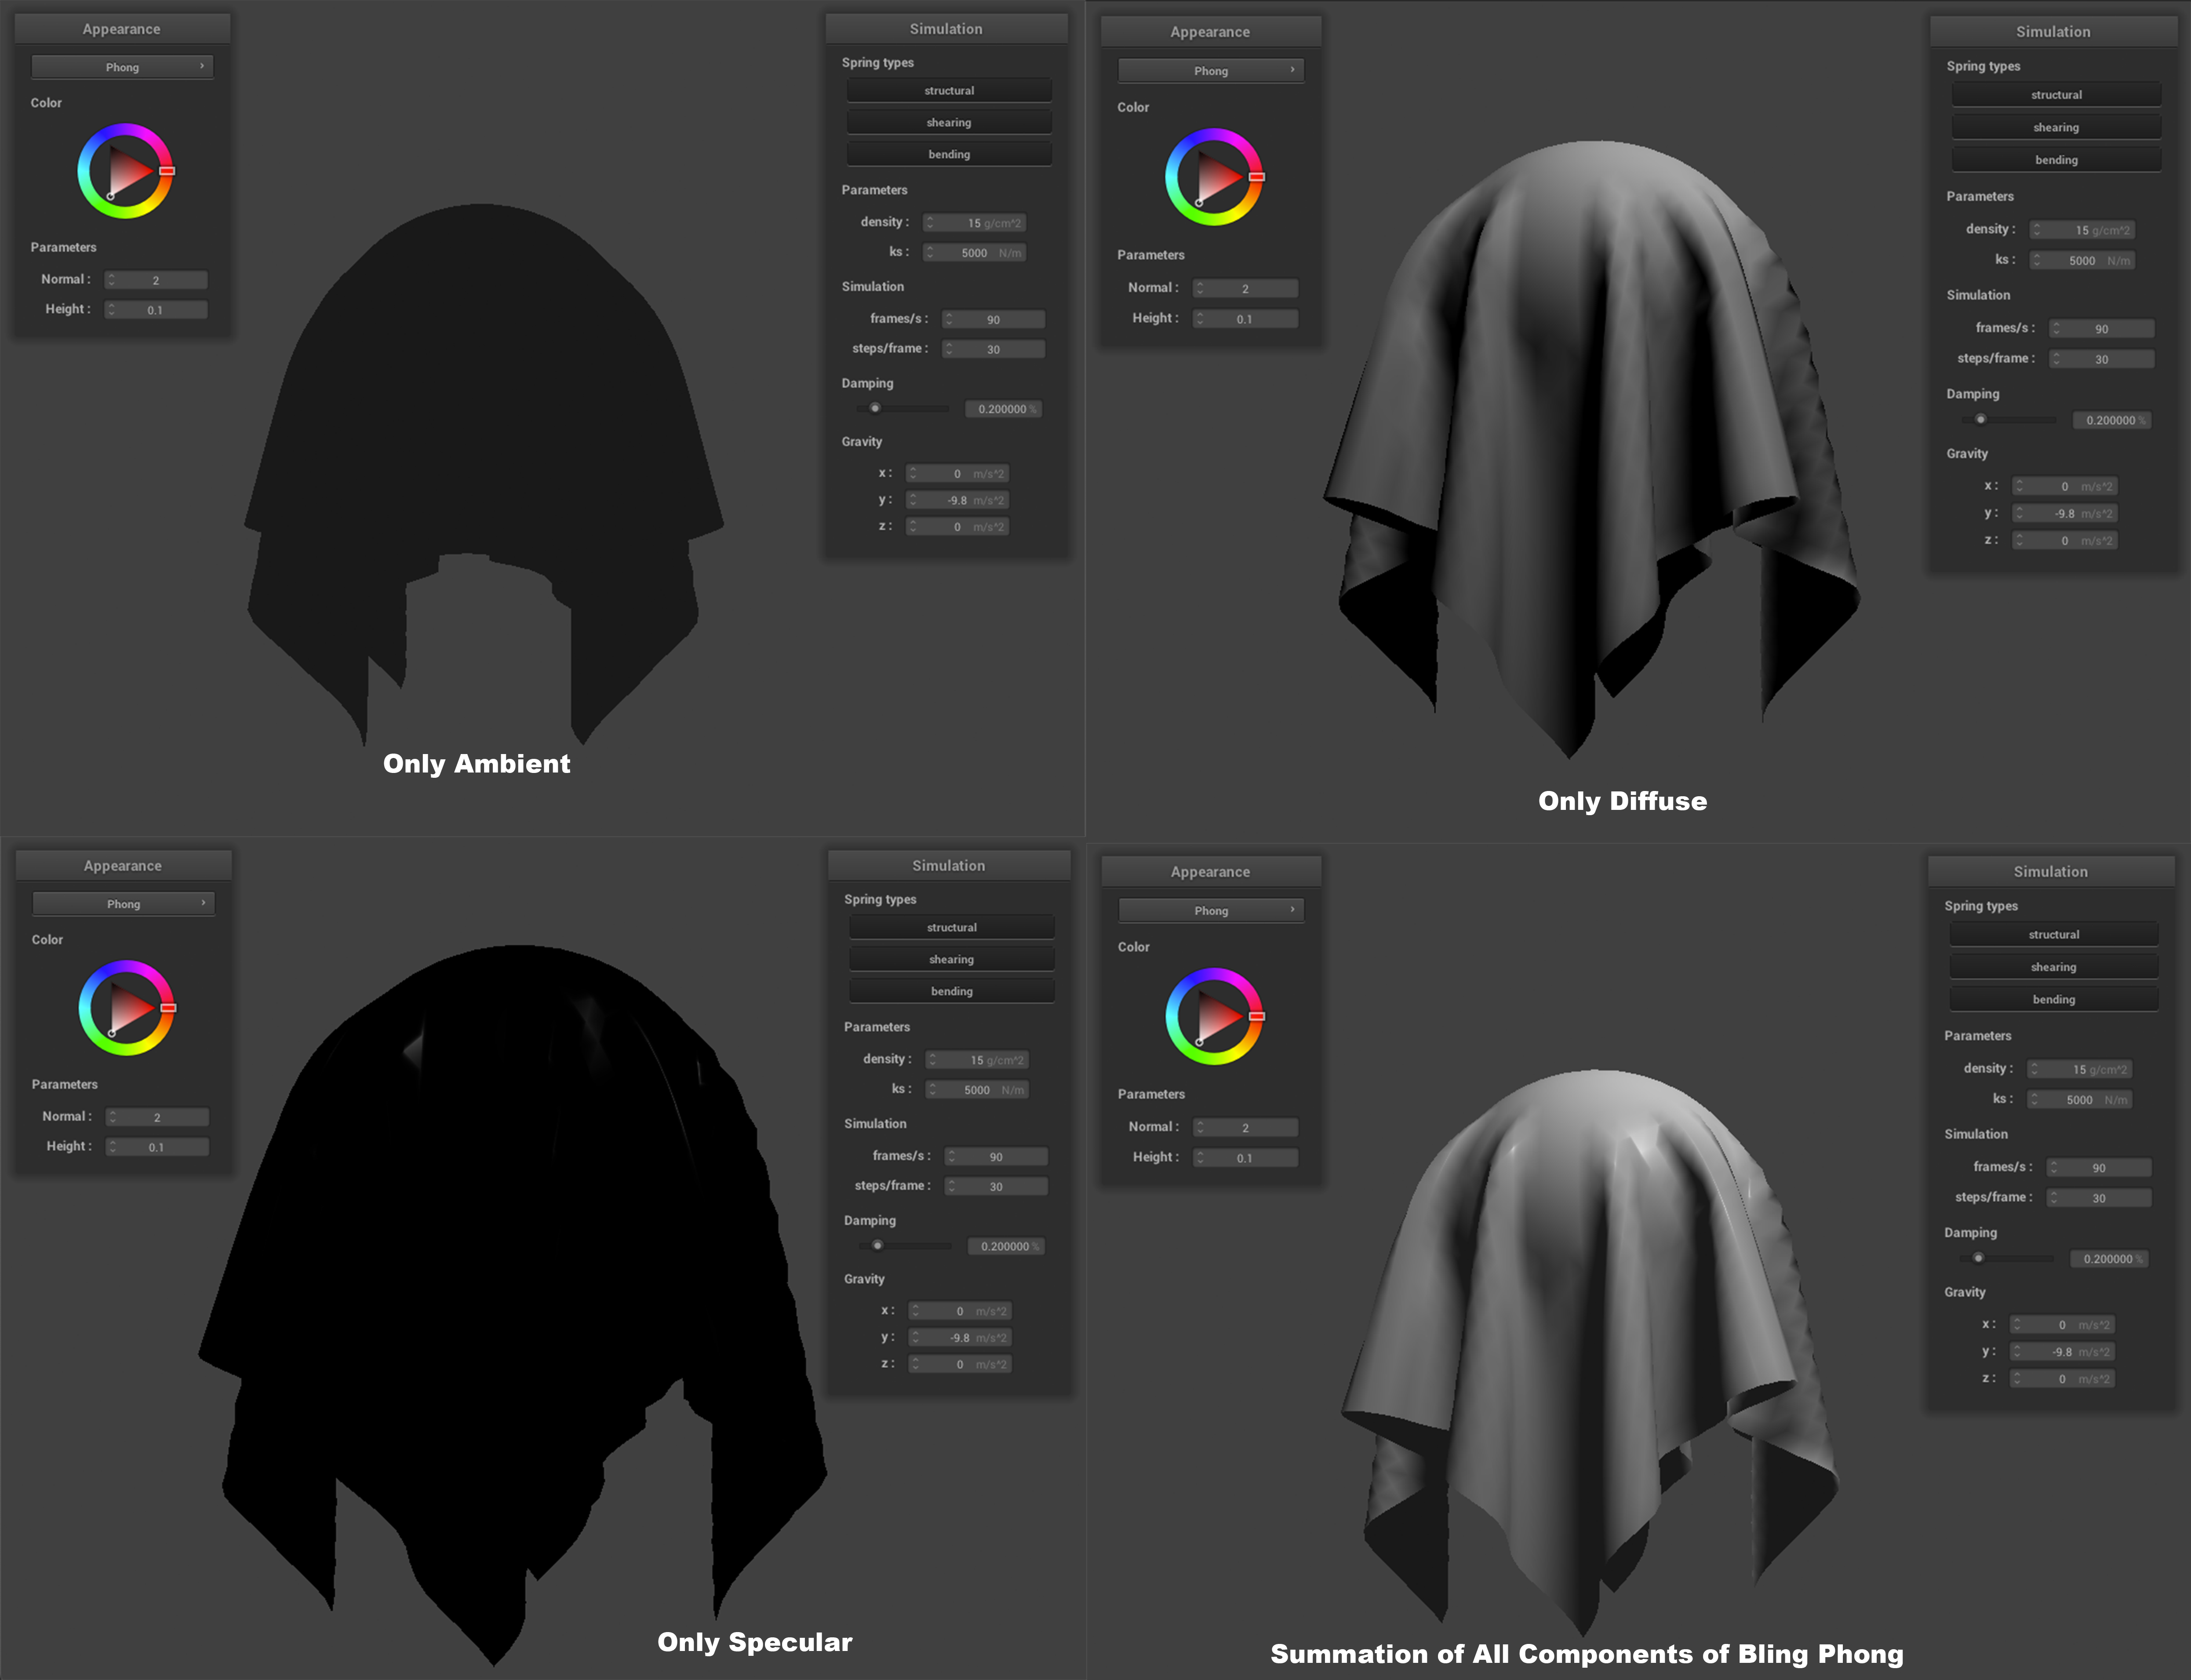 Appearance
Phong
Color
Parameters
Normal : 2
Height : 0.1
Simulation
Spring types
structural
shearing
bending
Parameters
density : 15 g/cm^2
ks : 5000 N/m
Simulation
frames/s : 90
steps/frame : 30
Damping
0.200000 %
Gravity
x : 0 m/s^2
y : -9.8 m/s^2
z : 0 m/s^2
Only Ambient
Appearance
Phong
Color
Parameters
Normal : 2
Height : 0.1
Simulation
Spring types
structural
shearing
bending
Parameters
density : 15 g/cm^2
ks : 5000 N/m
Simulation
frames/s : 90
steps/frame : 30
Damping
0.200000 %
Gravity
x : 0 m/s^2
y : -9.8 m/s^2
z : 0 m/s^2
Only Diffuse
Appearance
Phong
Color
Parameters
Normal : 2
Height : 0.1
Simulation
Spring types
structural
shearing
bending
Parameters
density : 15 g/cm^2
ks : 5000 N/m
Simulation
frames/s : 90
steps/frame : 30
Damping
0.200000 %
Gravity
x : 0 m/s^2
y : -9.8 m/s^2
z : 0 m/s^2
Only Specular
Appearance
Phong
Color
Parameters
Normal : 2
Height : 0.1
Simulation
Spring types
structural
shearing
bending
Parameters
density : 15 g/cm^2
ks : 5000 N/m
Simulation
frames/s : 90
steps/frame : 30
Damping
0.200000 %
Gravity
x : 0 m/s^2
y : -9.8 m/s^2
z : 0 m/s^2
Summation of All Components of Bling Phong